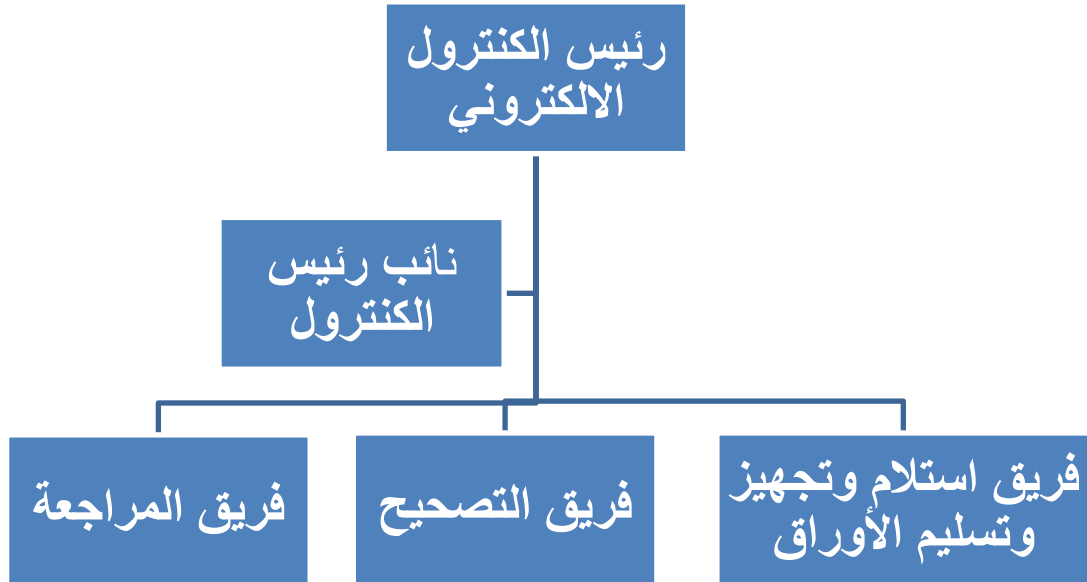 رئيس الكنترول
الالكتروني
نائب رئيس
الكنترول
فريق استلام وتجهيز
وتسليم الأوراق
فريق التصحيح
فريق المراجعة